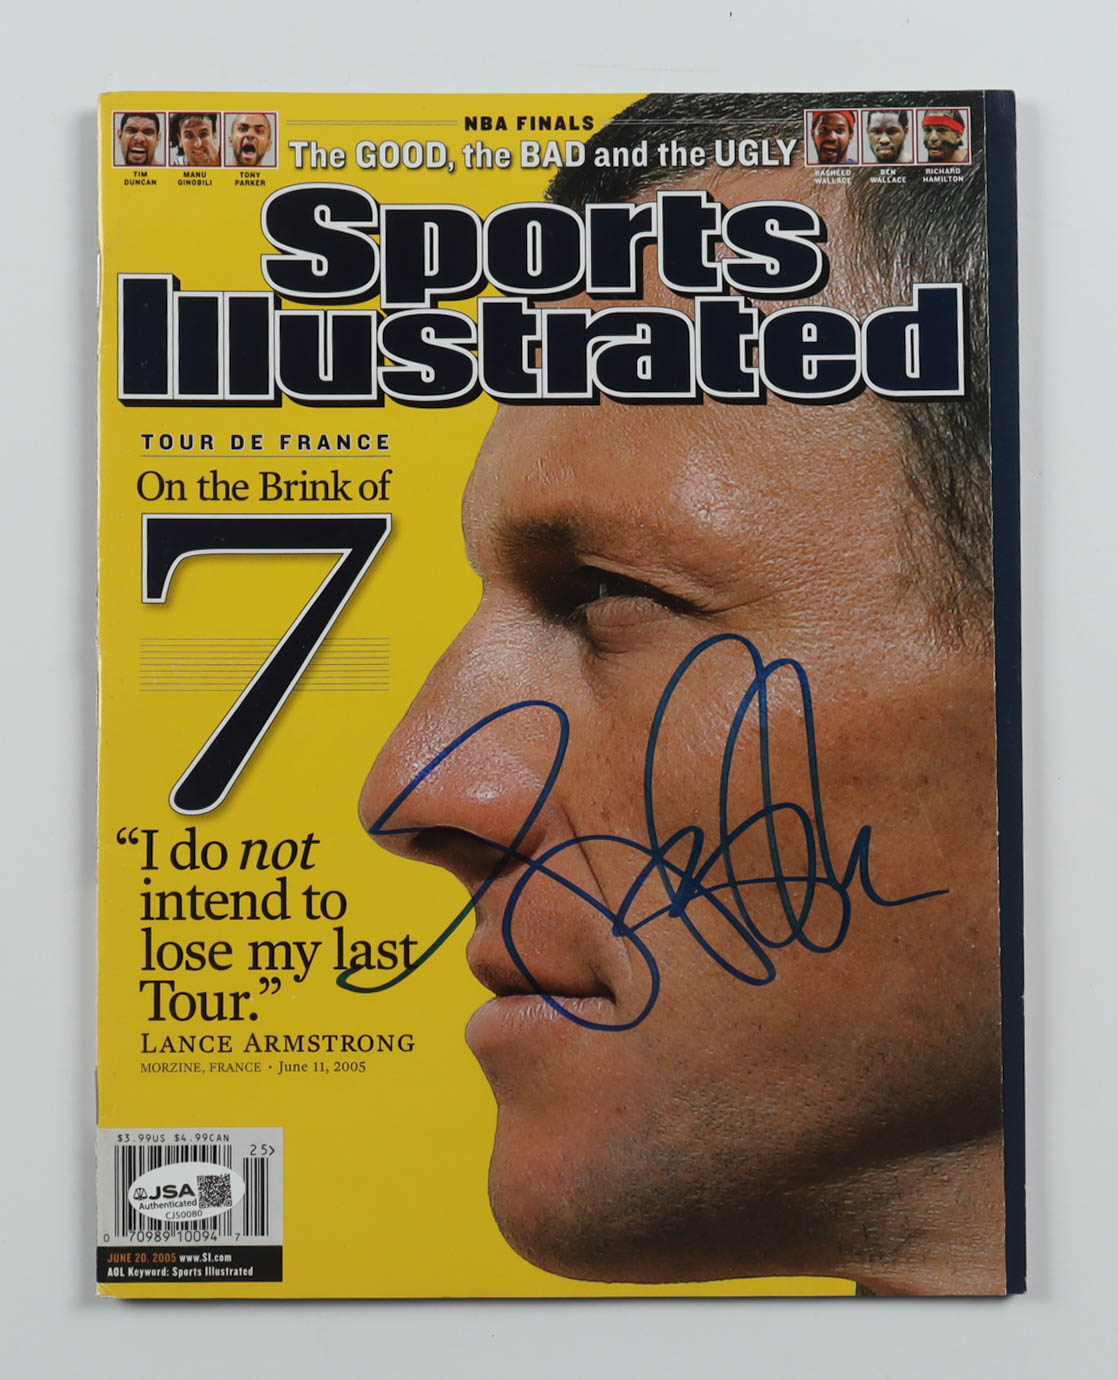 NBA FINALS
The GOOD, the BAD and the UGLY
TIM DUNCAN
MANU GINOBILI
TONY PARKER
RASHEED WALLACE
BEN WALLACE
RICHARD HAMILTON
Sports
Illustrated
TOUR DE FRANCE
On the Brink of
7
“I do not
intend to
lose my last
Tour.”
LANCE ARMSTRONG
MORZINE, FRANCE · June 11, 2005
$3.99US $4.99CAN
25>
JSA
Authenticated
CJ50080
0 70989 10094 7
JUNE 20, 2005 www.SI.com
AOL Keyword: Sports Illustrated